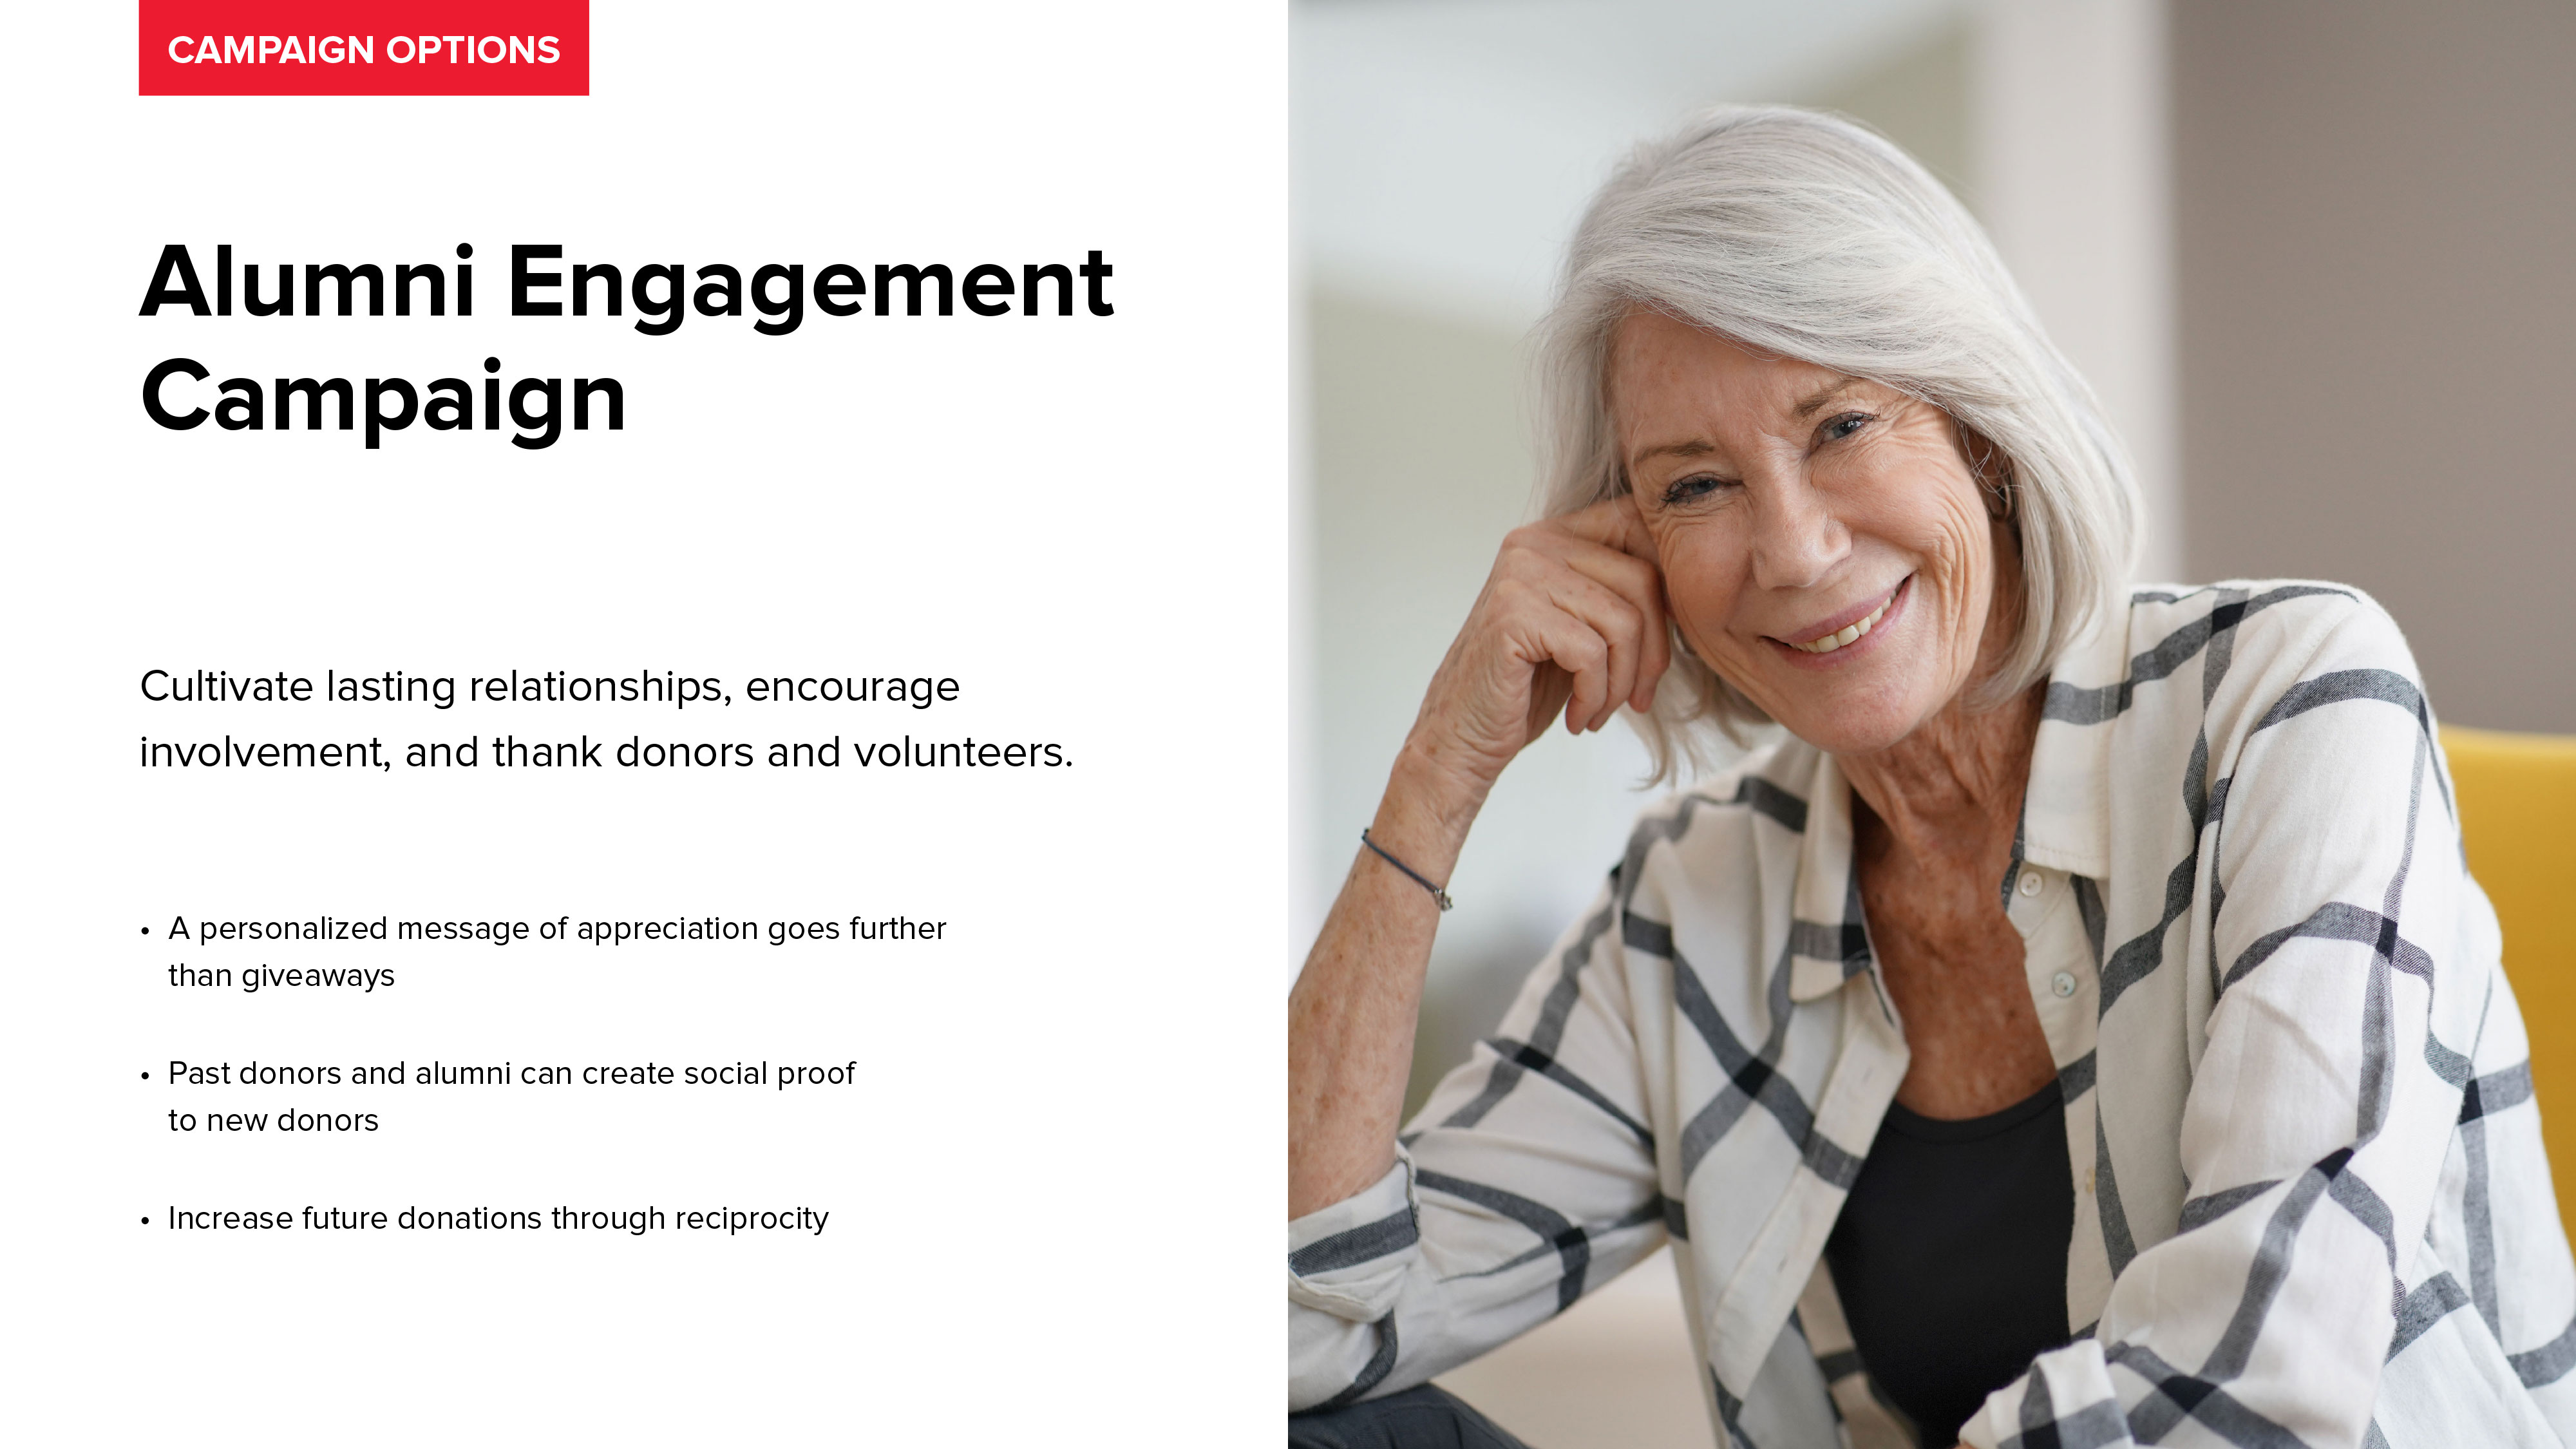 CAMPAIGN OPTIONS
Alumni Engagement
Campaign
Cultivate lasting relationships, encourage
involvement, and thank donors and volunteers.
• A personalized message of appreciation goes further
than giveaways
• Past donors and alumni can create social proof
to new donors
• Increase future donations through reciprocity